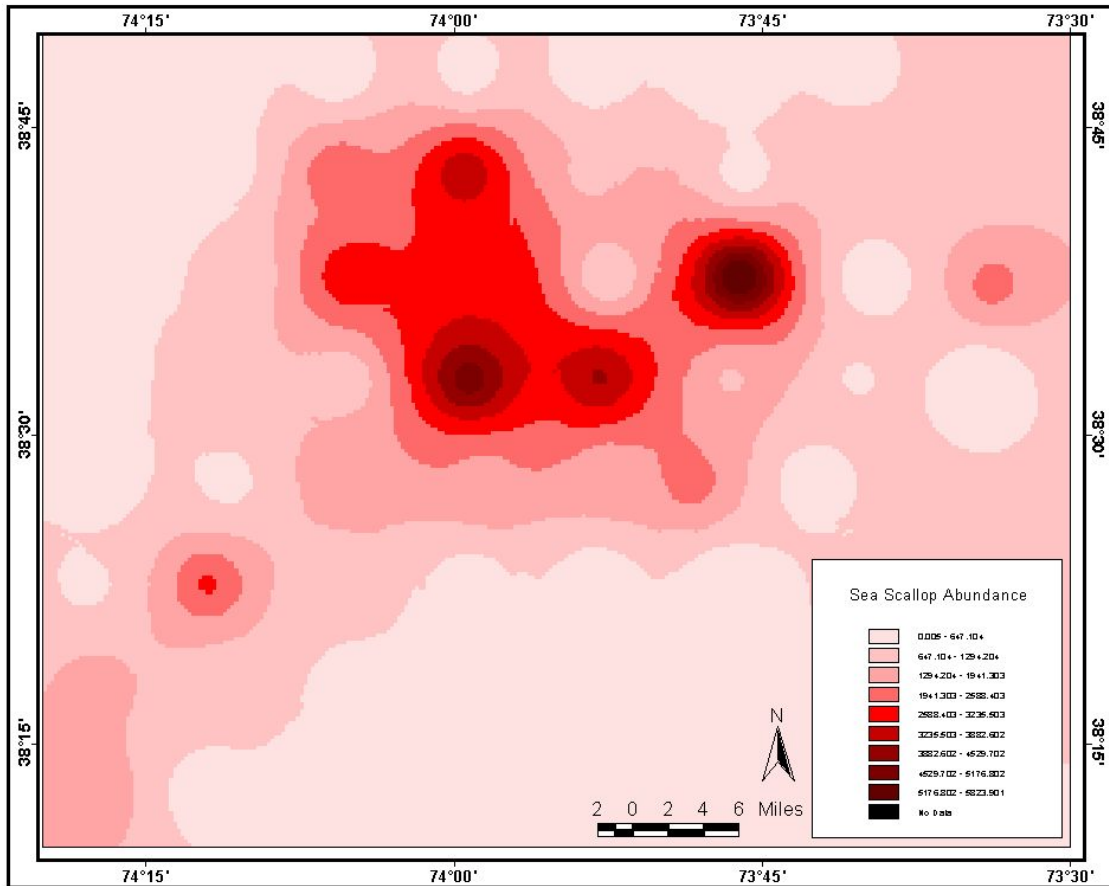 74°15' 74°00' 73°45' 73°30'
38°45' 38°45'
38°30' 38°30'
Sea Scallop Abundance
0.005 - 647.104
647.104 - 1294.204
1294.204 - 1941.303
1941.303 - 2588.403
2588.403 - 3235.503
3235.503 - 3882.602
3882.602 - 4529.702
4529.702 - 5176.802
5176.802 - 5823.901
No Data
N
38°15' 38°15'
2 0 2 4 6 Miles
74°15' 74°00' 73°45' 73°30'